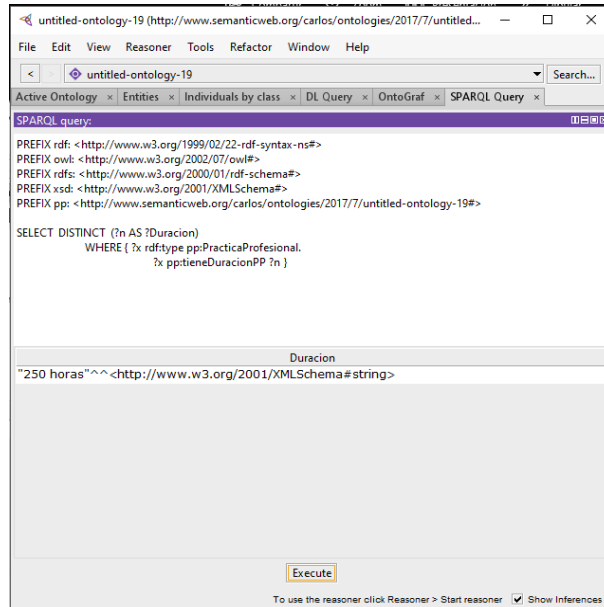 untitled-ontology-19 (http://www.semanticweb.org/carlos/ontologies/2017/7/untitled...
File Edit View Reasoner Tools Refactor Window Help
< > untitled-ontology-19 Search...
Active Ontology × Entities × Individuals by class × DL Query × OntoGraf × SPARQL Query ×
SPARQL query:
PREFIX rdf: <http://www.w3.org/1999/02/22-rdf-syntax-ns#>
PREFIX owl: <http://www.w3.org/2002/07/owl#>
PREFIX rdfs: <http://www.w3.org/2000/01/rdf-schema#>
PREFIX xsd: <http://www.w3.org/2001/XMLSchema#>
PREFIX pp: <http://www.semanticweb.org/carlos/ontologies/2017/7/untitled-ontology-19#>
SELECT DISTINCT (?n AS ?Duracion)
WHERE { ?x rdf:type pp:PracticaProfesional.
?x pp:tieneDuracionPP ?n }
Duracion
"250 horas"^^<http://www.w3.org/2001/XMLSchema#string>
Execute
To use the reasoner click Reasoner > Start reasoner Show Inferences